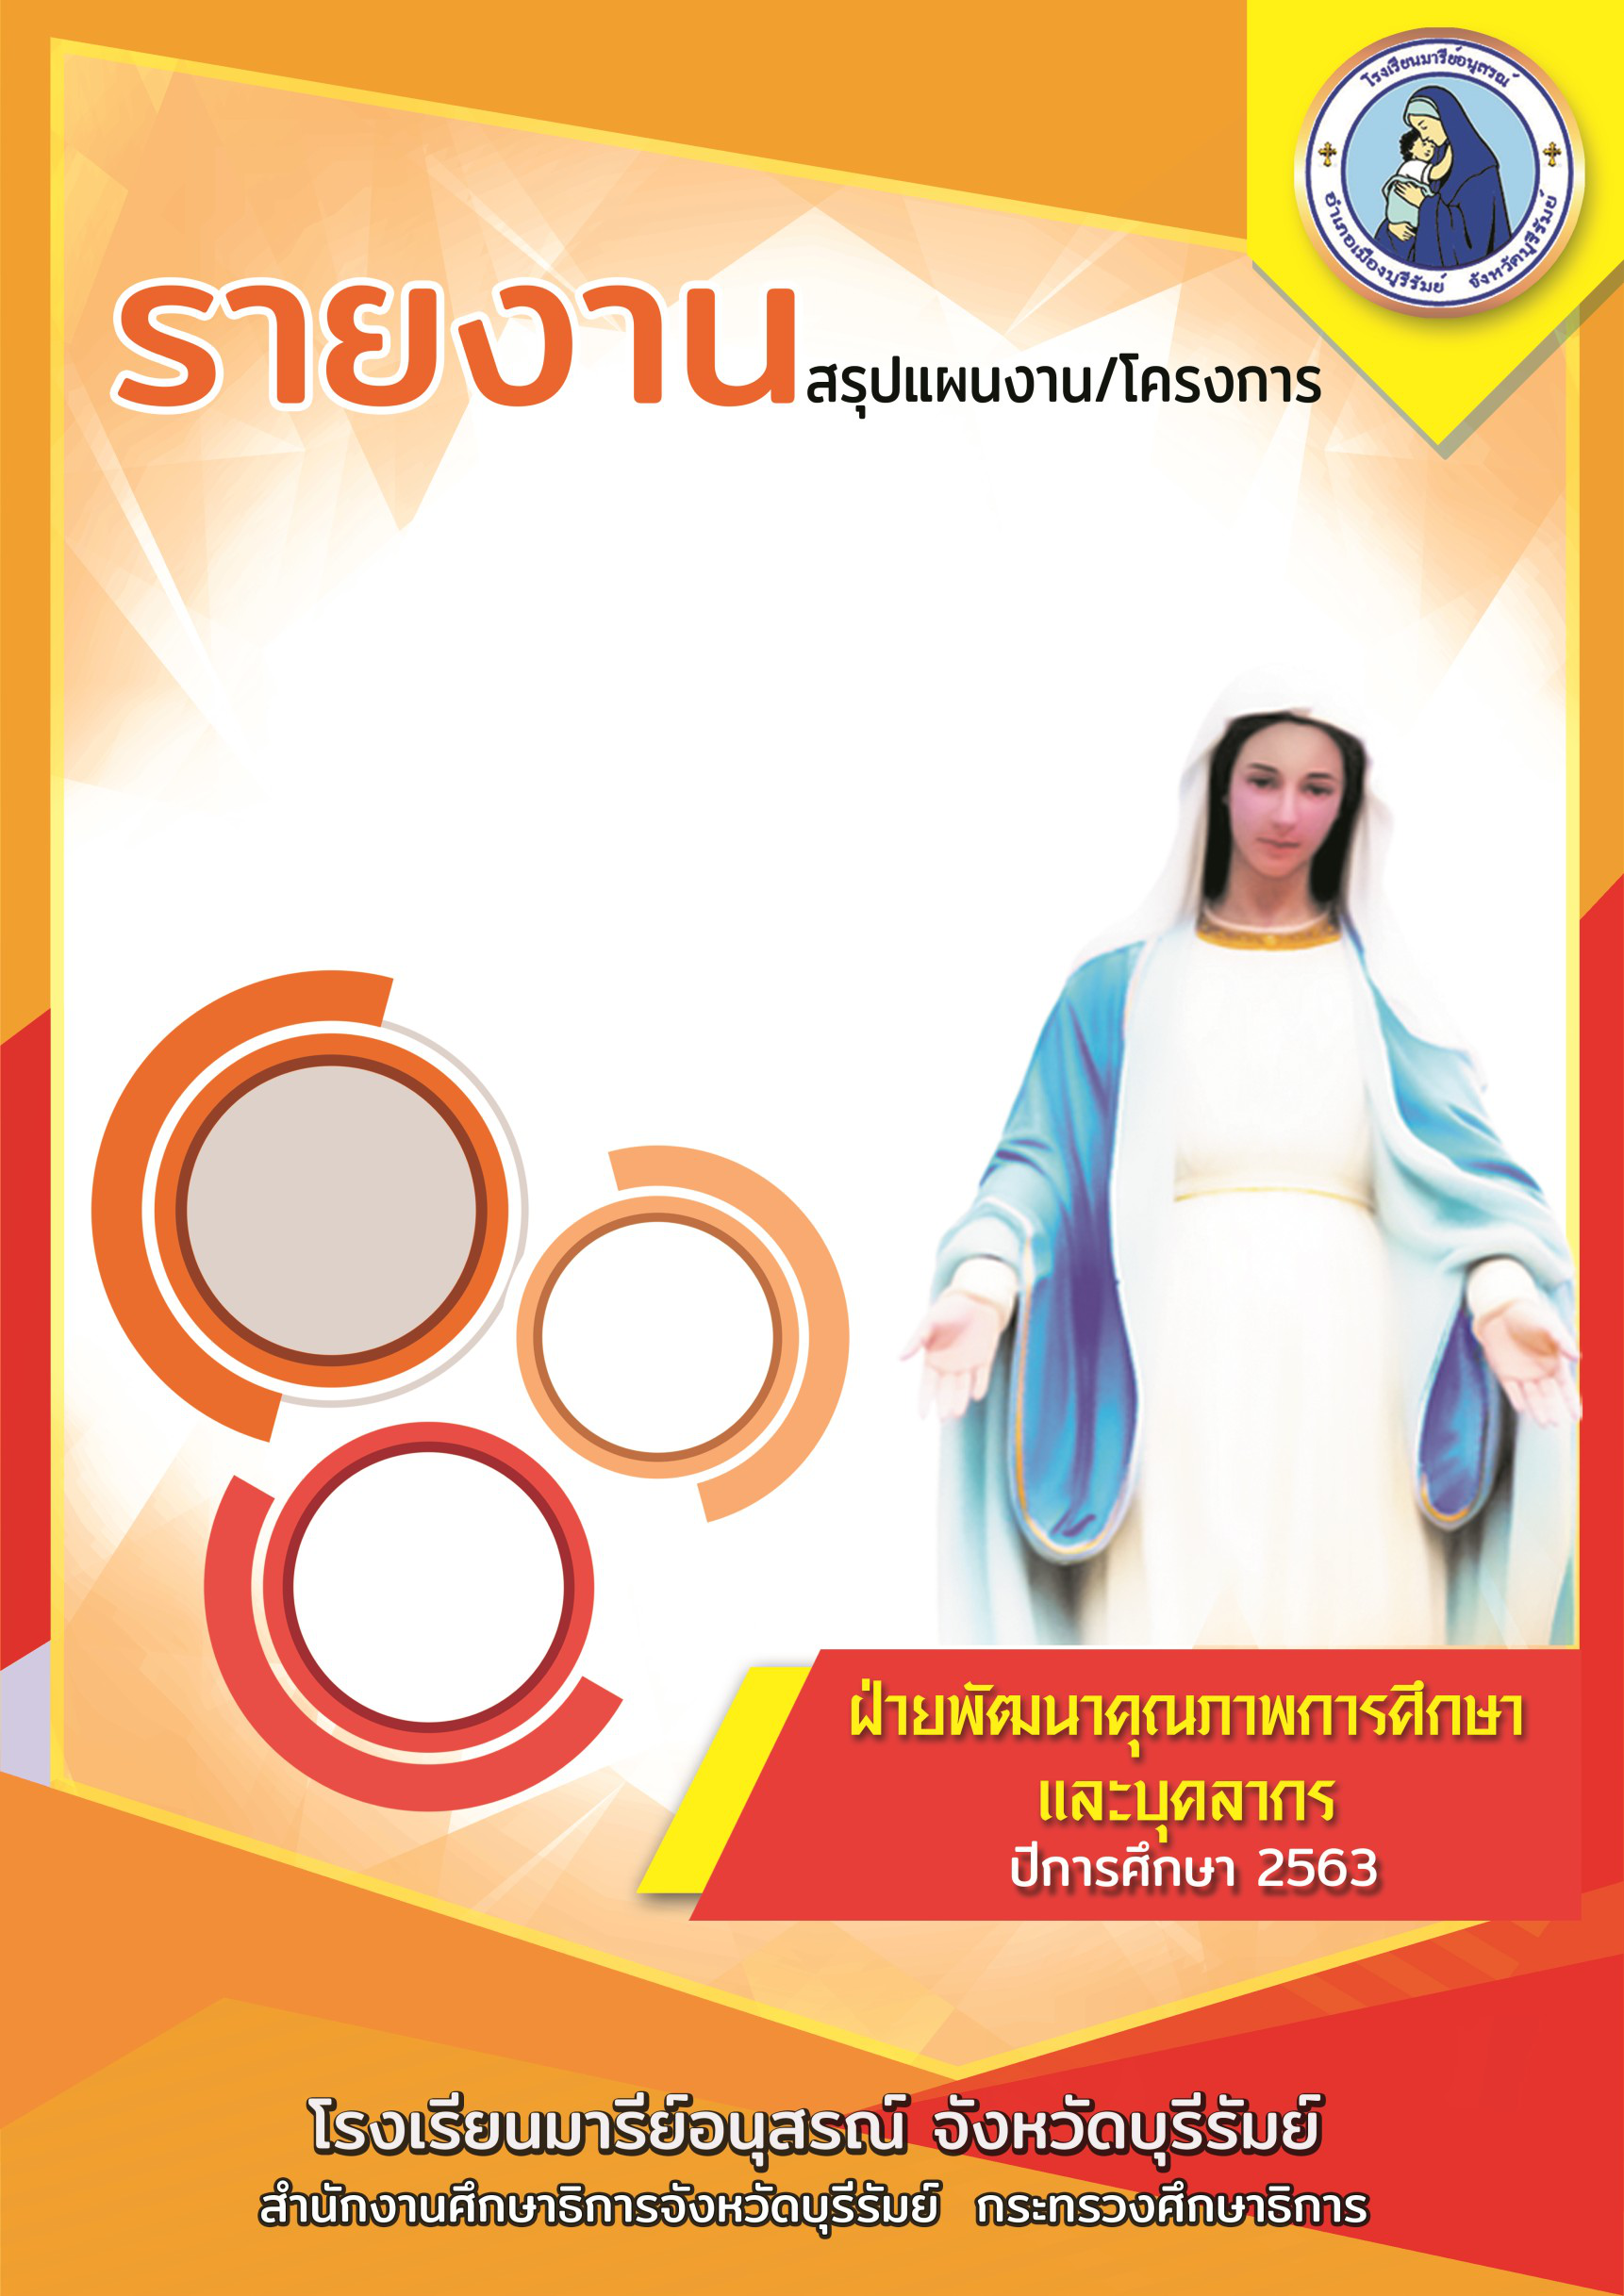 โรงเรียนมารีย์อนุสรณ์
อำเภอเมืองบุรีรัมย์ จังหวัดบุรีรัมย์
รายงานสรุปแผนงาน/โครงการ
ฝ่ายพัฒนาคุณภาพการศึกษา
และบุคลากร
ปีการศึกษา 2563
โรงเรียนมารีย์อนุสรณ์ จังหวัดบุรีรัมย์
สำนักงานศึกษาธิการจังหวัดบุรีรัมย์ กระทรวงศึกษาธิการ